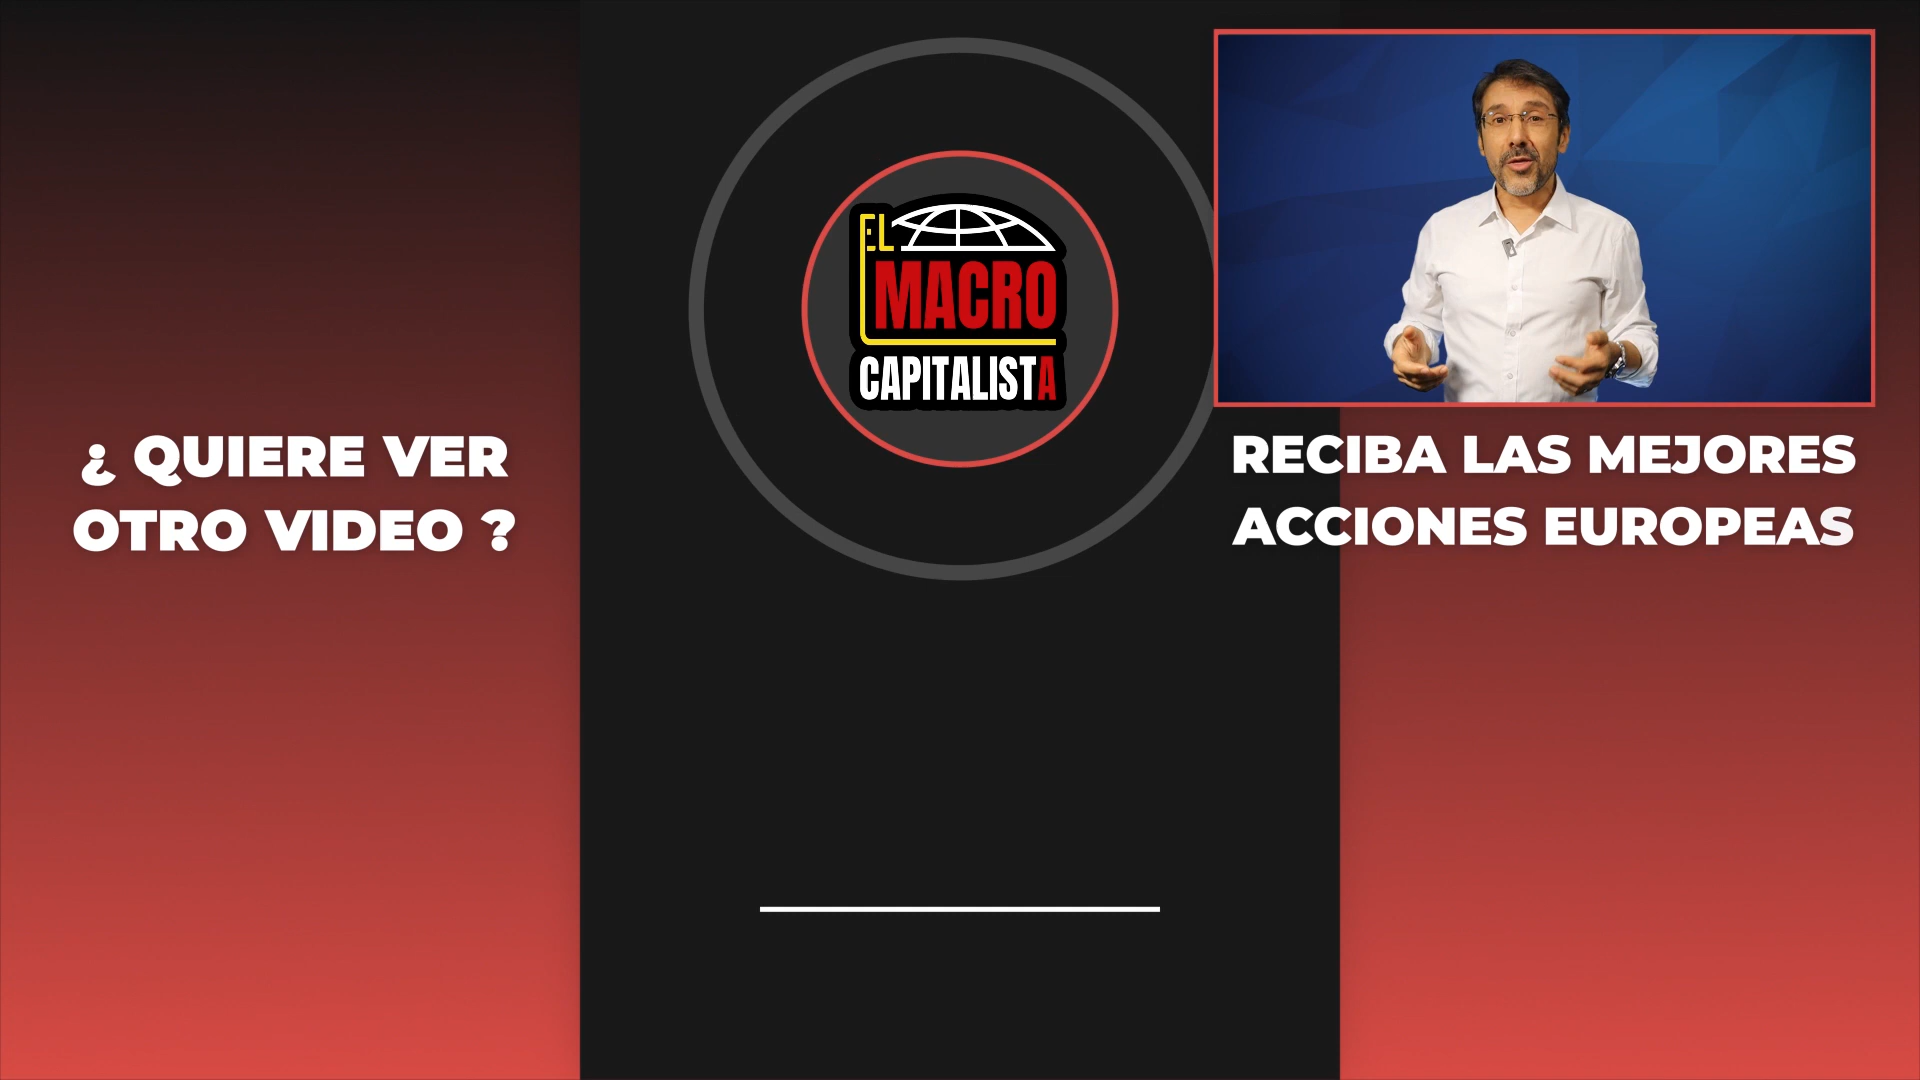 ¿ QUIERE VER
OTRO VIDEO ?
EL
MACRO
CAPITALISTA
RECIBA LAS MEJORES
ACCIONES EUROPEAS